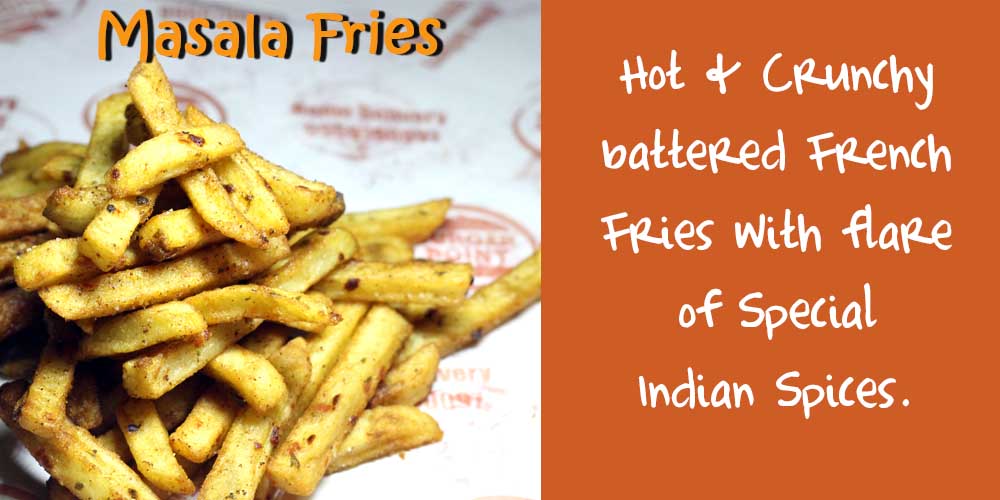 Masala Fries
Hot & Crunchy
battered French
Fries with flare
of Special
Indian Spices.